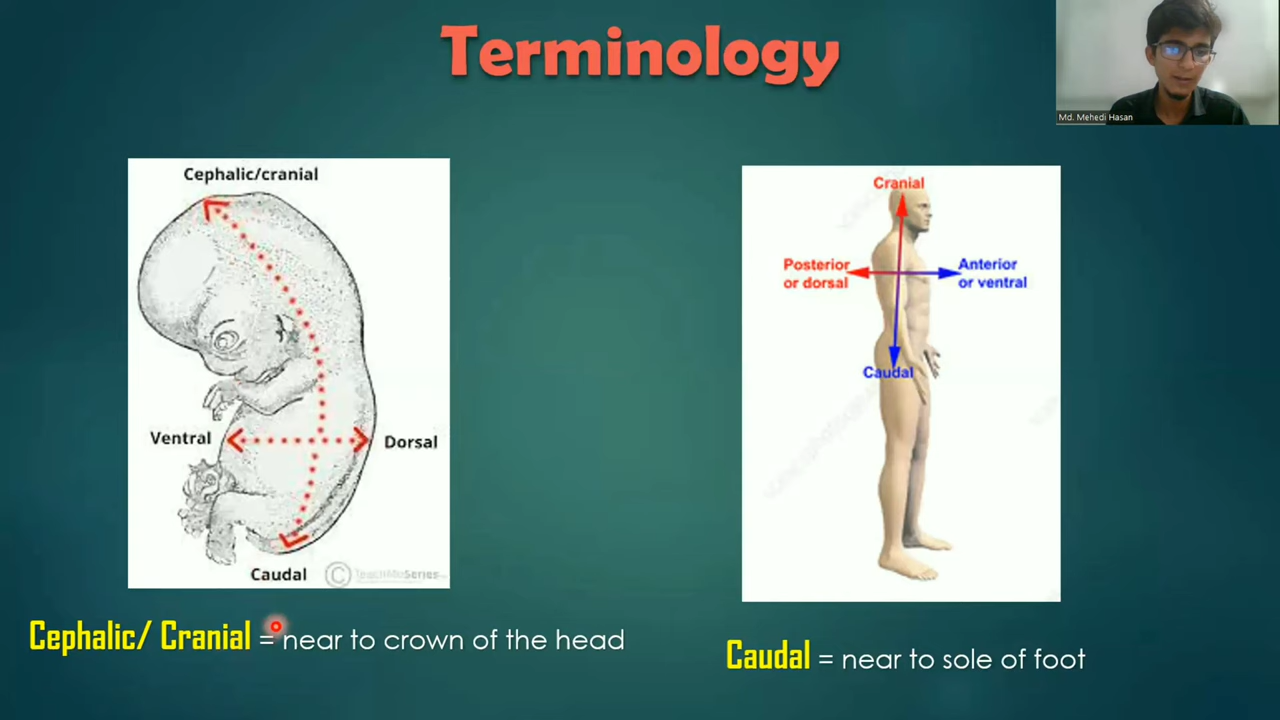 Terminology
Md. Mehedi Hasan
Cephalic/cranial
Ventral
Dorsal
Caudal
© TeachMeSeries
Cranial
Posterior
or dorsal
Anterior
or ventral
Caudal
Cephalic/ Cranial = near to crown of the head
Caudal = near to sole of foot